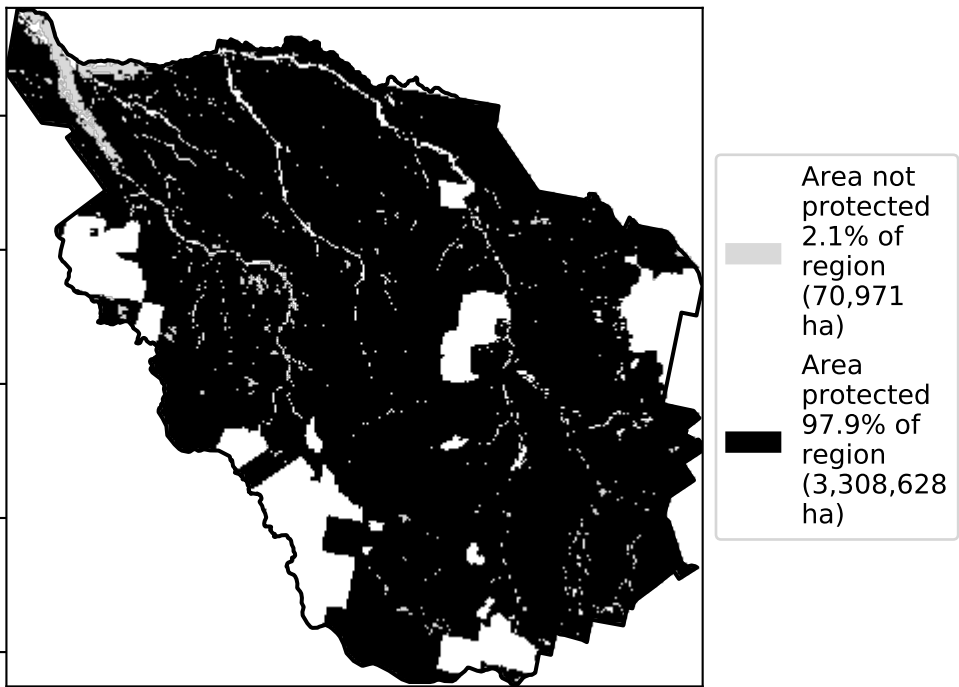 Area not
protected
2.1% of
region
(70,971
ha)
Area
protected
97.9% of
region
(3,308,628
ha)